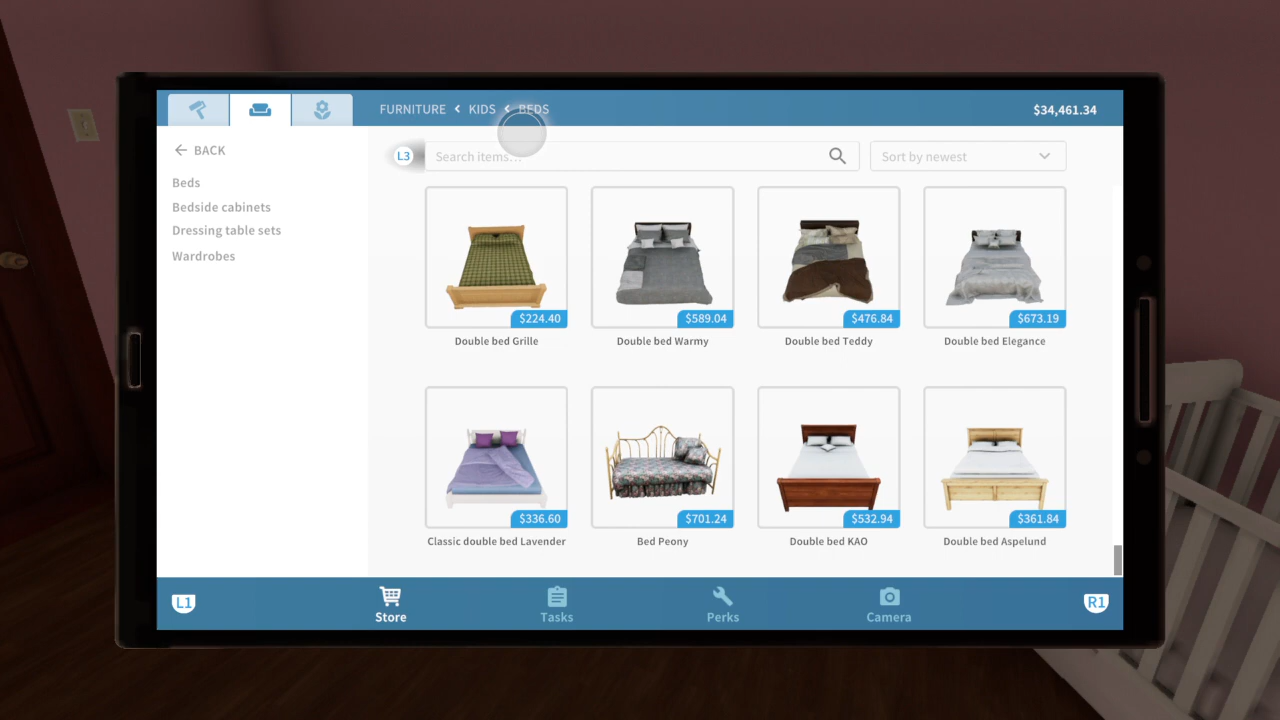 FURNITURE < KIDS < BEDS
$34,461.34
BACK
Beds
Bedside cabinets
Dressing table sets
Wardrobes
L3
Search items...
Sort by newest
$224.40
$589.04
$476.84
$673.19
Double bed Grille
Double bed Warmy
Double bed Teddy
Double bed Elegance
$336.60
$701.24
$532.94
$361.84
Classic double bed Lavender
Bed Peony
Double bed KAO
Double bed Aspelund
L1
Store
Tasks
Perks
Camera
R1